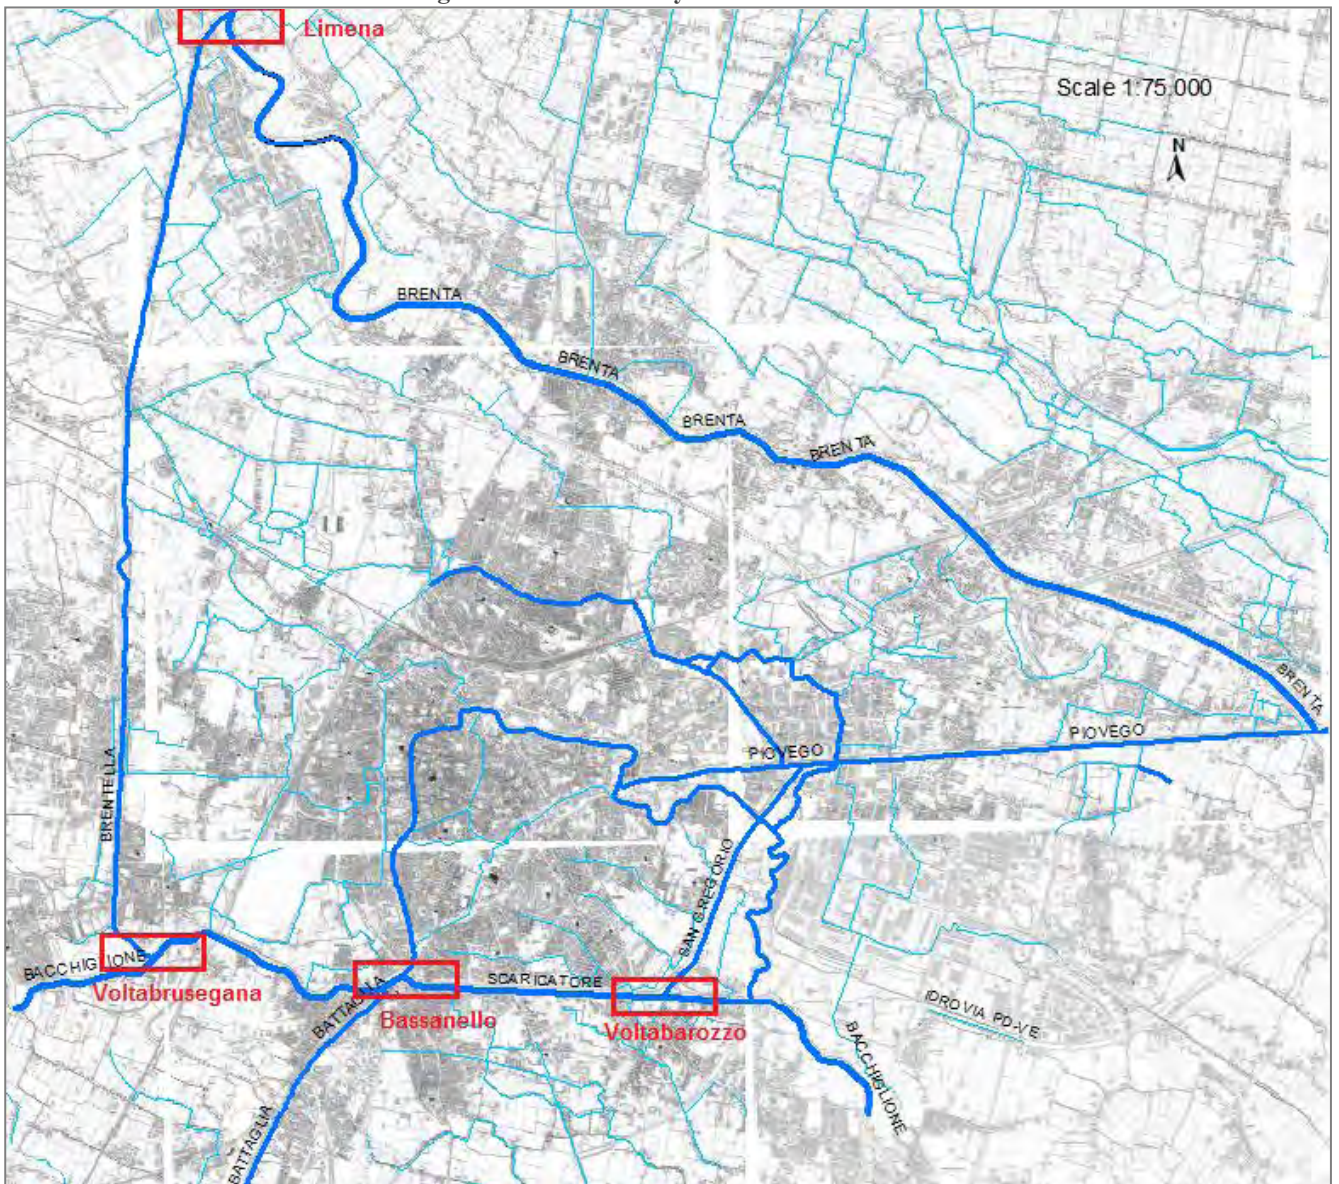 Limena
Scale 1:75.000
N
BRENTA
BRENTA
BRENTA
BRENTA
BRENTA
PIOVEGO
PIOVEGO
BRENTELLA
SAN GREGORIO
BACCHIGLIONE
Voltabrusegana
BATTAGLIA
SCARICATORE
Bassanello
Voltabarozzo
IDROVIA PD-VE
BACCHIGLIONE
BATTAGLIA